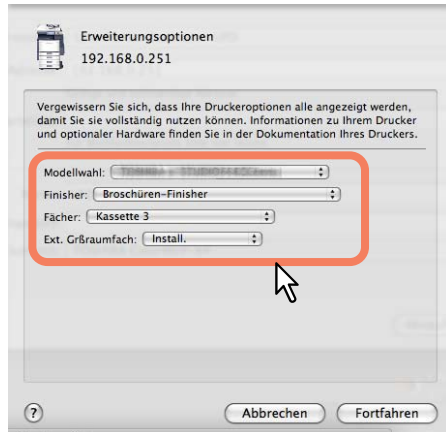 Erweiterungsoptionen
192.168.0.251
Vergewissern Sie sich, dass Ihre Druckeroptionen alle angezeigt werden,
damit Sie sie vollständig nutzen können. Informationen zu Ihrem Drucker
und optionaler Hardware finden Sie in der Dokumentation Ihres Druckers.
Modellwahl:
Finisher: Broschüren-Finisher
Fächer: Kassette 3
Ext. Grßraumfach: Install.
?
Abbrechen Fortfahren